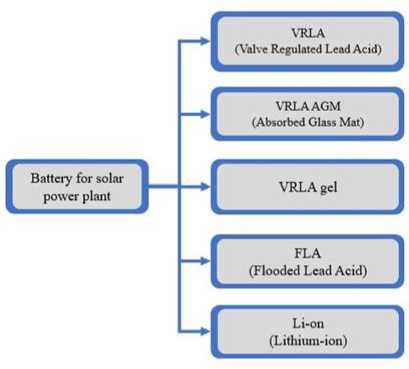 VRLA
(Valve Regulated Lead Acid)
VRLA AGM
(Absorbed Glass Mat)
Battery for solar
power plant
VRLA gel
FLA
(Flooded Lead Acid)
Li-on
(Lithium-ion)